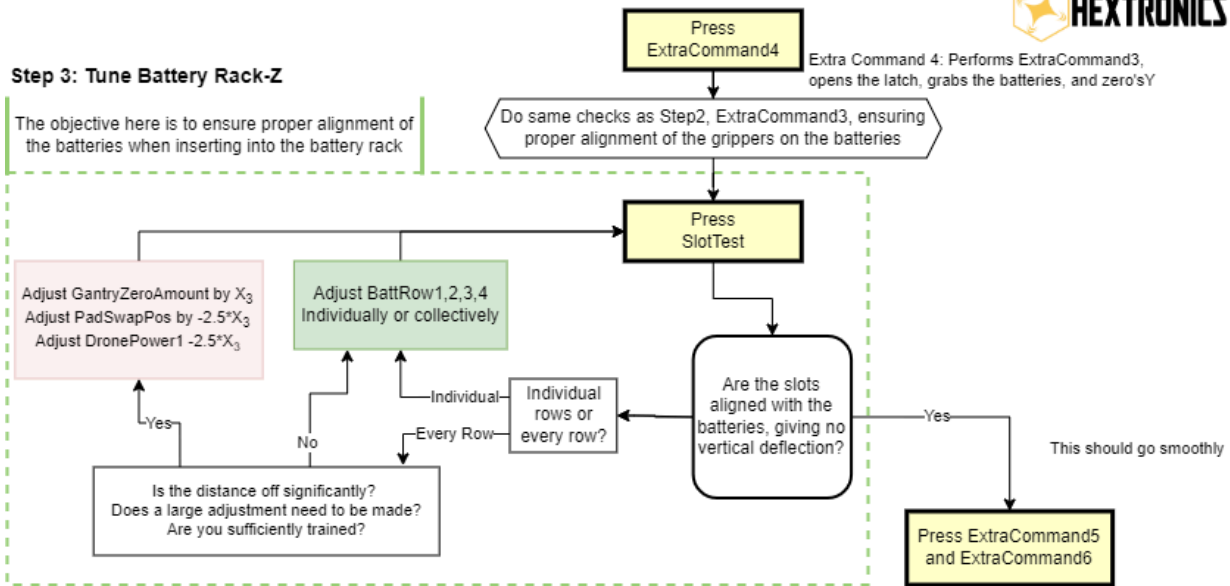 HEXTRONICS
Press
ExtraCommand4
Extra Command 4: Performs ExtraCommand3,
opens the latch, grabs the batteries, and zero'sY
Step 3: Tune Battery Rack-Z
The objective here is to ensure proper alignment of
the batteries when inserting into the battery rack
Do same checks as Step2, ExtraCommand3, ensuring
proper alignment of the grippers on the batteries
Press
SlotTest
Adjust GantryZeroAmount by X₃
Adjust PadSwapPos by -2.5*X₃
Adjust DronePower1 -2.5*X₃
Adjust BattRow1,2,3,4
Individually or collectively
Are the slots
aligned with the
batteries, giving no
vertical deflection?
Individual
rows or
every row?
Individual
Every Row
Yes
No
Yes
Is the distance off significantly?
Does a large adjustment need to be made?
Are you sufficiently trained?
This should go smoothly
Press ExtraCommand5
and ExtraCommand6